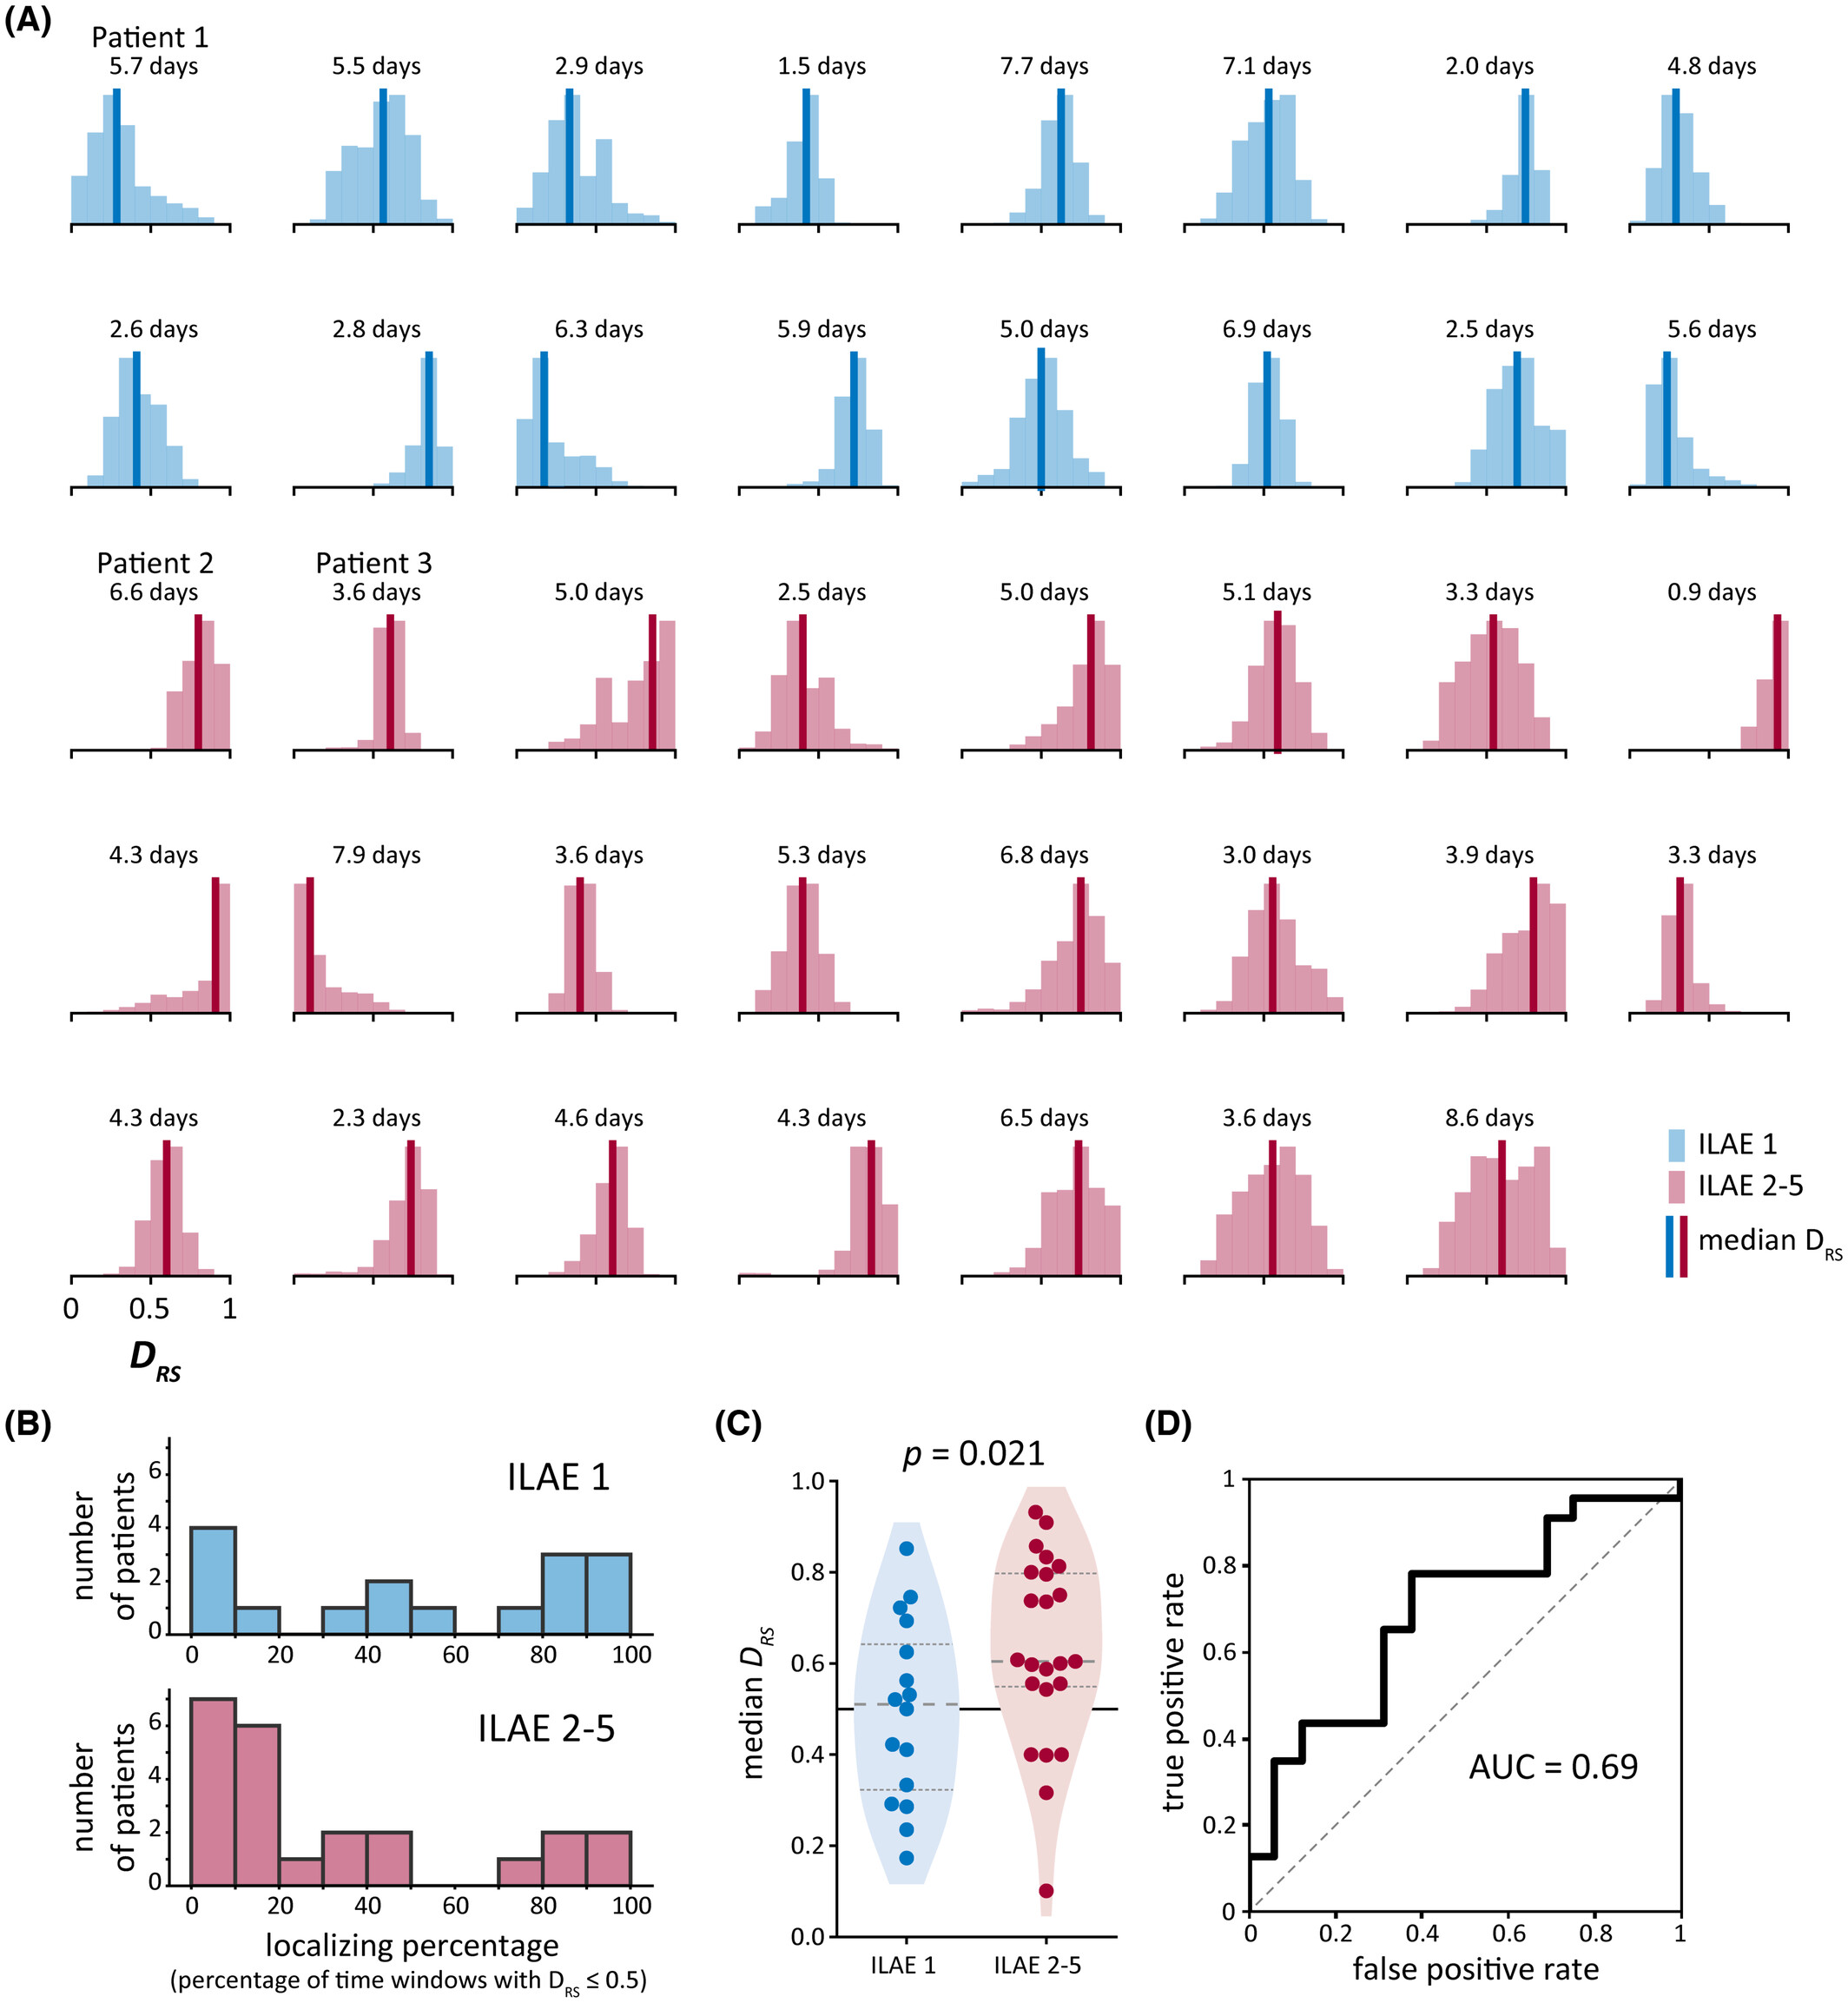 (A)
Patient 1
5.7 days 5.5 days 2.9 days 1.5 days 7.7 days 7.1 days 2.0 days 4.8 days
2.6 days 2.8 days 6.3 days 5.9 days 5.0 days 6.9 days 2.5 days 5.6 days
Patient 2 Patient 3
6.6 days 3.6 days 5.0 days 2.5 days 5.0 days 5.1 days 3.3 days 0.9 days
4.3 days 7.9 days 3.6 days 5.3 days 6.8 days 3.0 days 3.9 days 3.3 days
4.3 days 2.3 days 4.6 days 4.3 days 6.5 days 3.6 days 8.6 days
ILAE 1
ILAE 2-5
median DRS
0 0.5 1
DRS
(B)
ILAE 1
number
of patients
6
4
2
0
0 20 40 60 80 100
ILAE 2-5
number
of patients
6
4
2
0
0 20 40 60 80 100
localizing percentage
(percentage of time windows with DRS ≤ 0.5)
(C)
p = 0.021
median DRS
1.0
0.8
0.6
0.4
0.2
0.0
ILAE 1 ILAE 2-5
(D)
true positive rate
1
0.8
0.6
0.4
0.2
0
AUC = 0.69
0 0.2 0.4 0.6 0.8 1
false positive rate